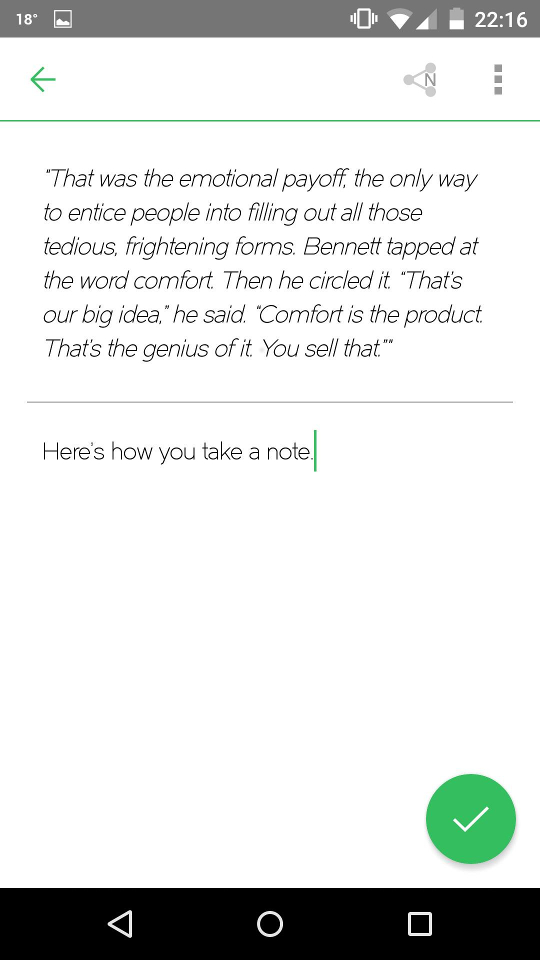 18°
22:16
N
"That was the emotional payoff, the only way
to entice people into filling out all those
tedious, frightening forms. Bennett tapped at
the word comfort. Then he circled it. "That's
our big idea," he said. "Comfort is the product.
That's the genius of it. You sell that.""
Here's how you take a note.